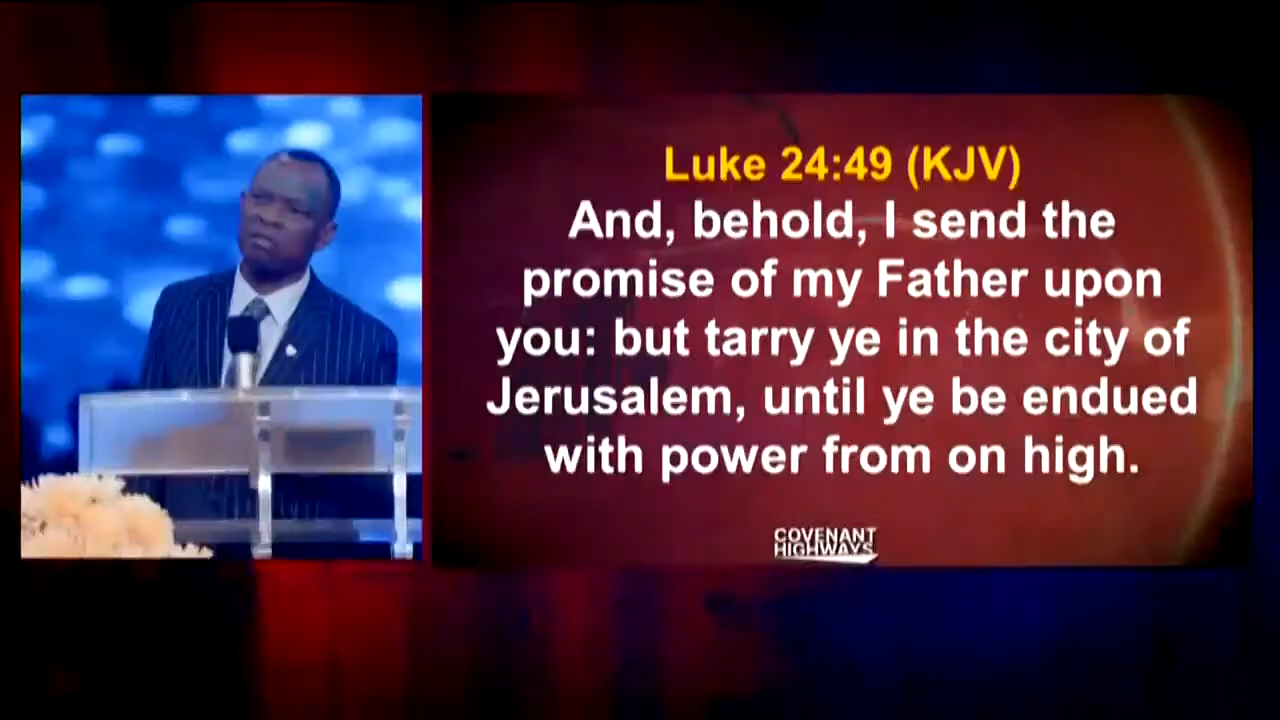 Luke 24:49 (KJV)
And, behold, I send the
promise of my Father upon
you: but tarry ye in the city of
Jerusalem, until ye be endued
with power from on high.
COVENANT
HIGHWAYS